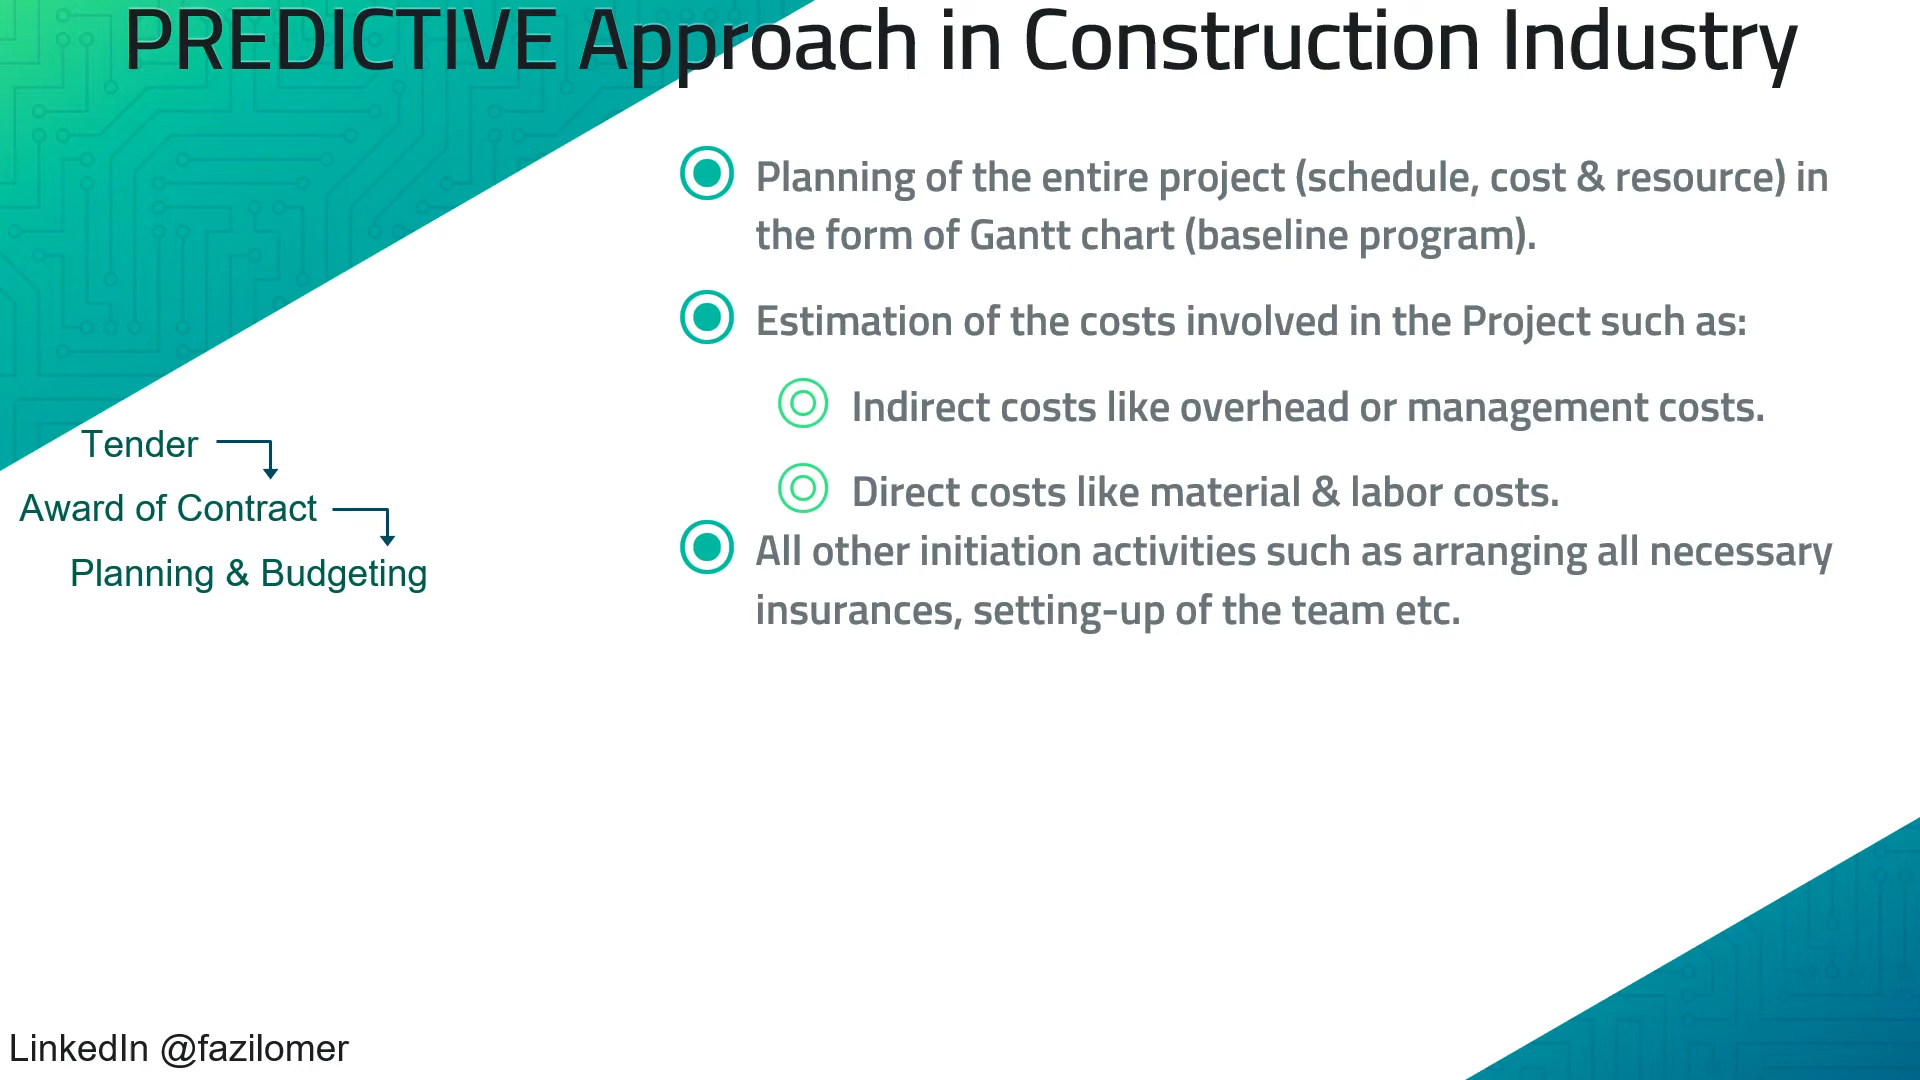 PREDICTIVE Approach in Construction Industry
Planning of the entire project (schedule, cost & resource) in
the form of Gantt chart (baseline program).
Estimation of the costs involved in the Project such as:
Indirect costs like overhead or management costs.
Direct costs like material & labor costs.
All other initiation activities such as arranging all necessary
insurances, setting-up of the team etc.
Tender
Award of Contract
Planning & Budgeting
LinkedIn @fazilomer